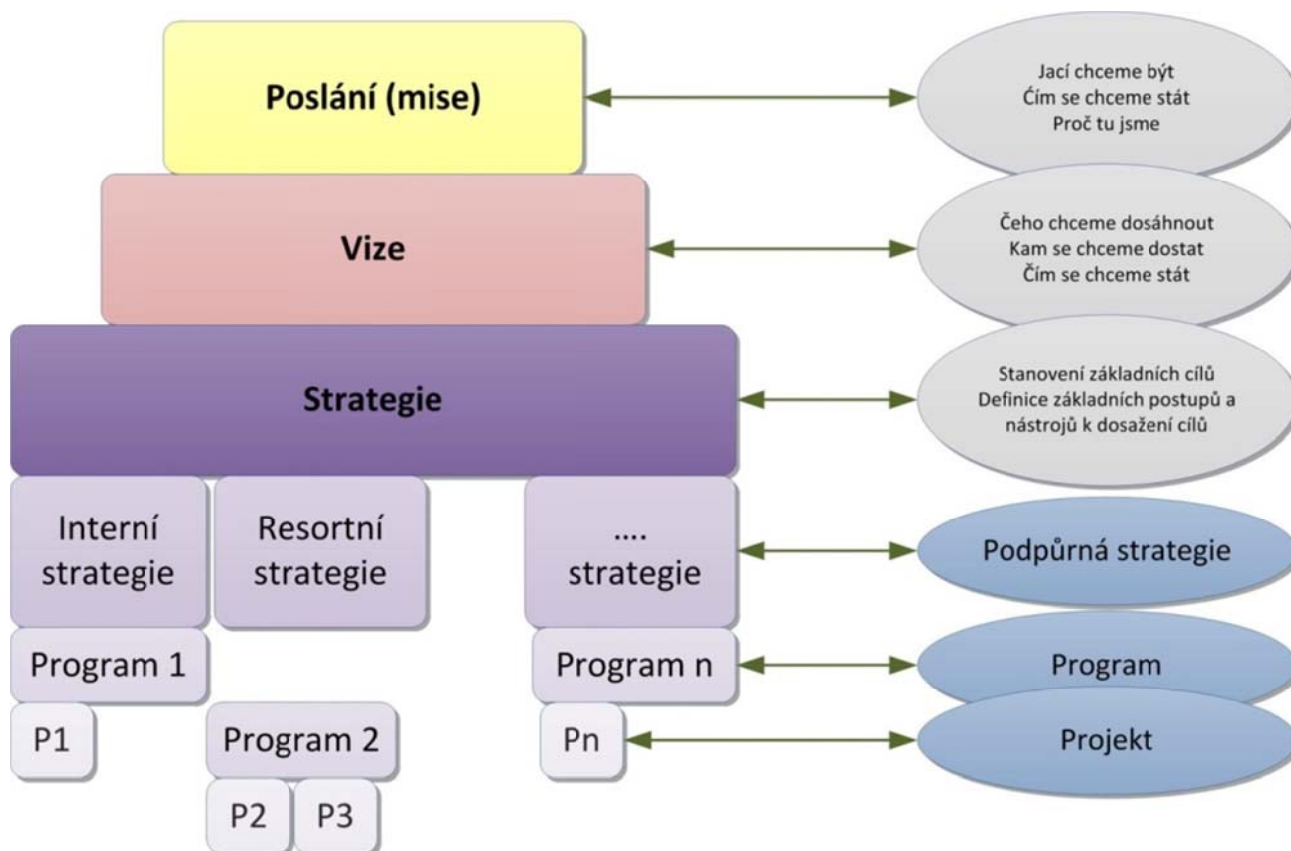 Poslání (mise)
Jací chceme být
Ćím se chceme stát
Proč tu jsme
Vize
Čeho chceme dosáhnout
Kam se chceme dostat
Čím se chceme stát
Strategie
Stanovení základních cílů
Definice základních postupů a
nástrojů k dosažení cílů
Interní
strategie
Resortní
strategie
....
strategie
Podpůrná strategie
Program 1
Program n
Program
P1
Program 2
Pn
Projekt
P2
P3